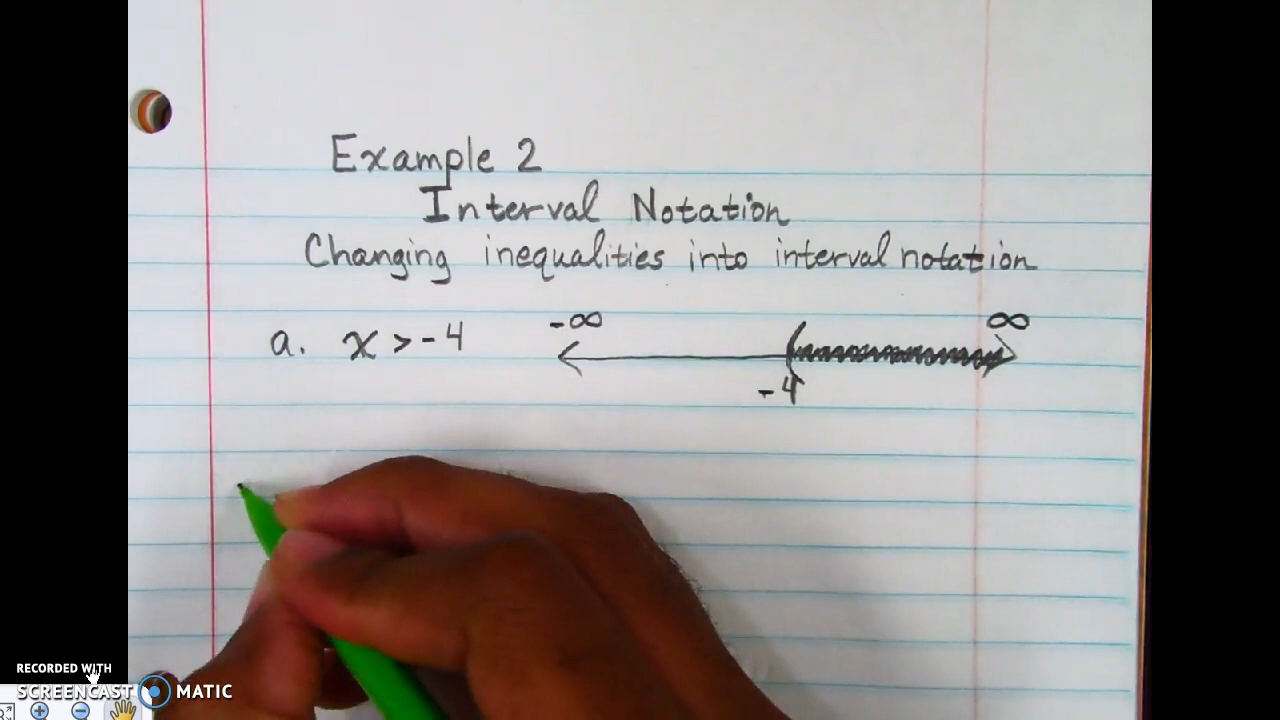 Example 2
Interval Notation
Changing inequalities into interval notation
a. x > -4
-∞ ∞
-4
RECORDED WITH
SCREENCAST MATIC